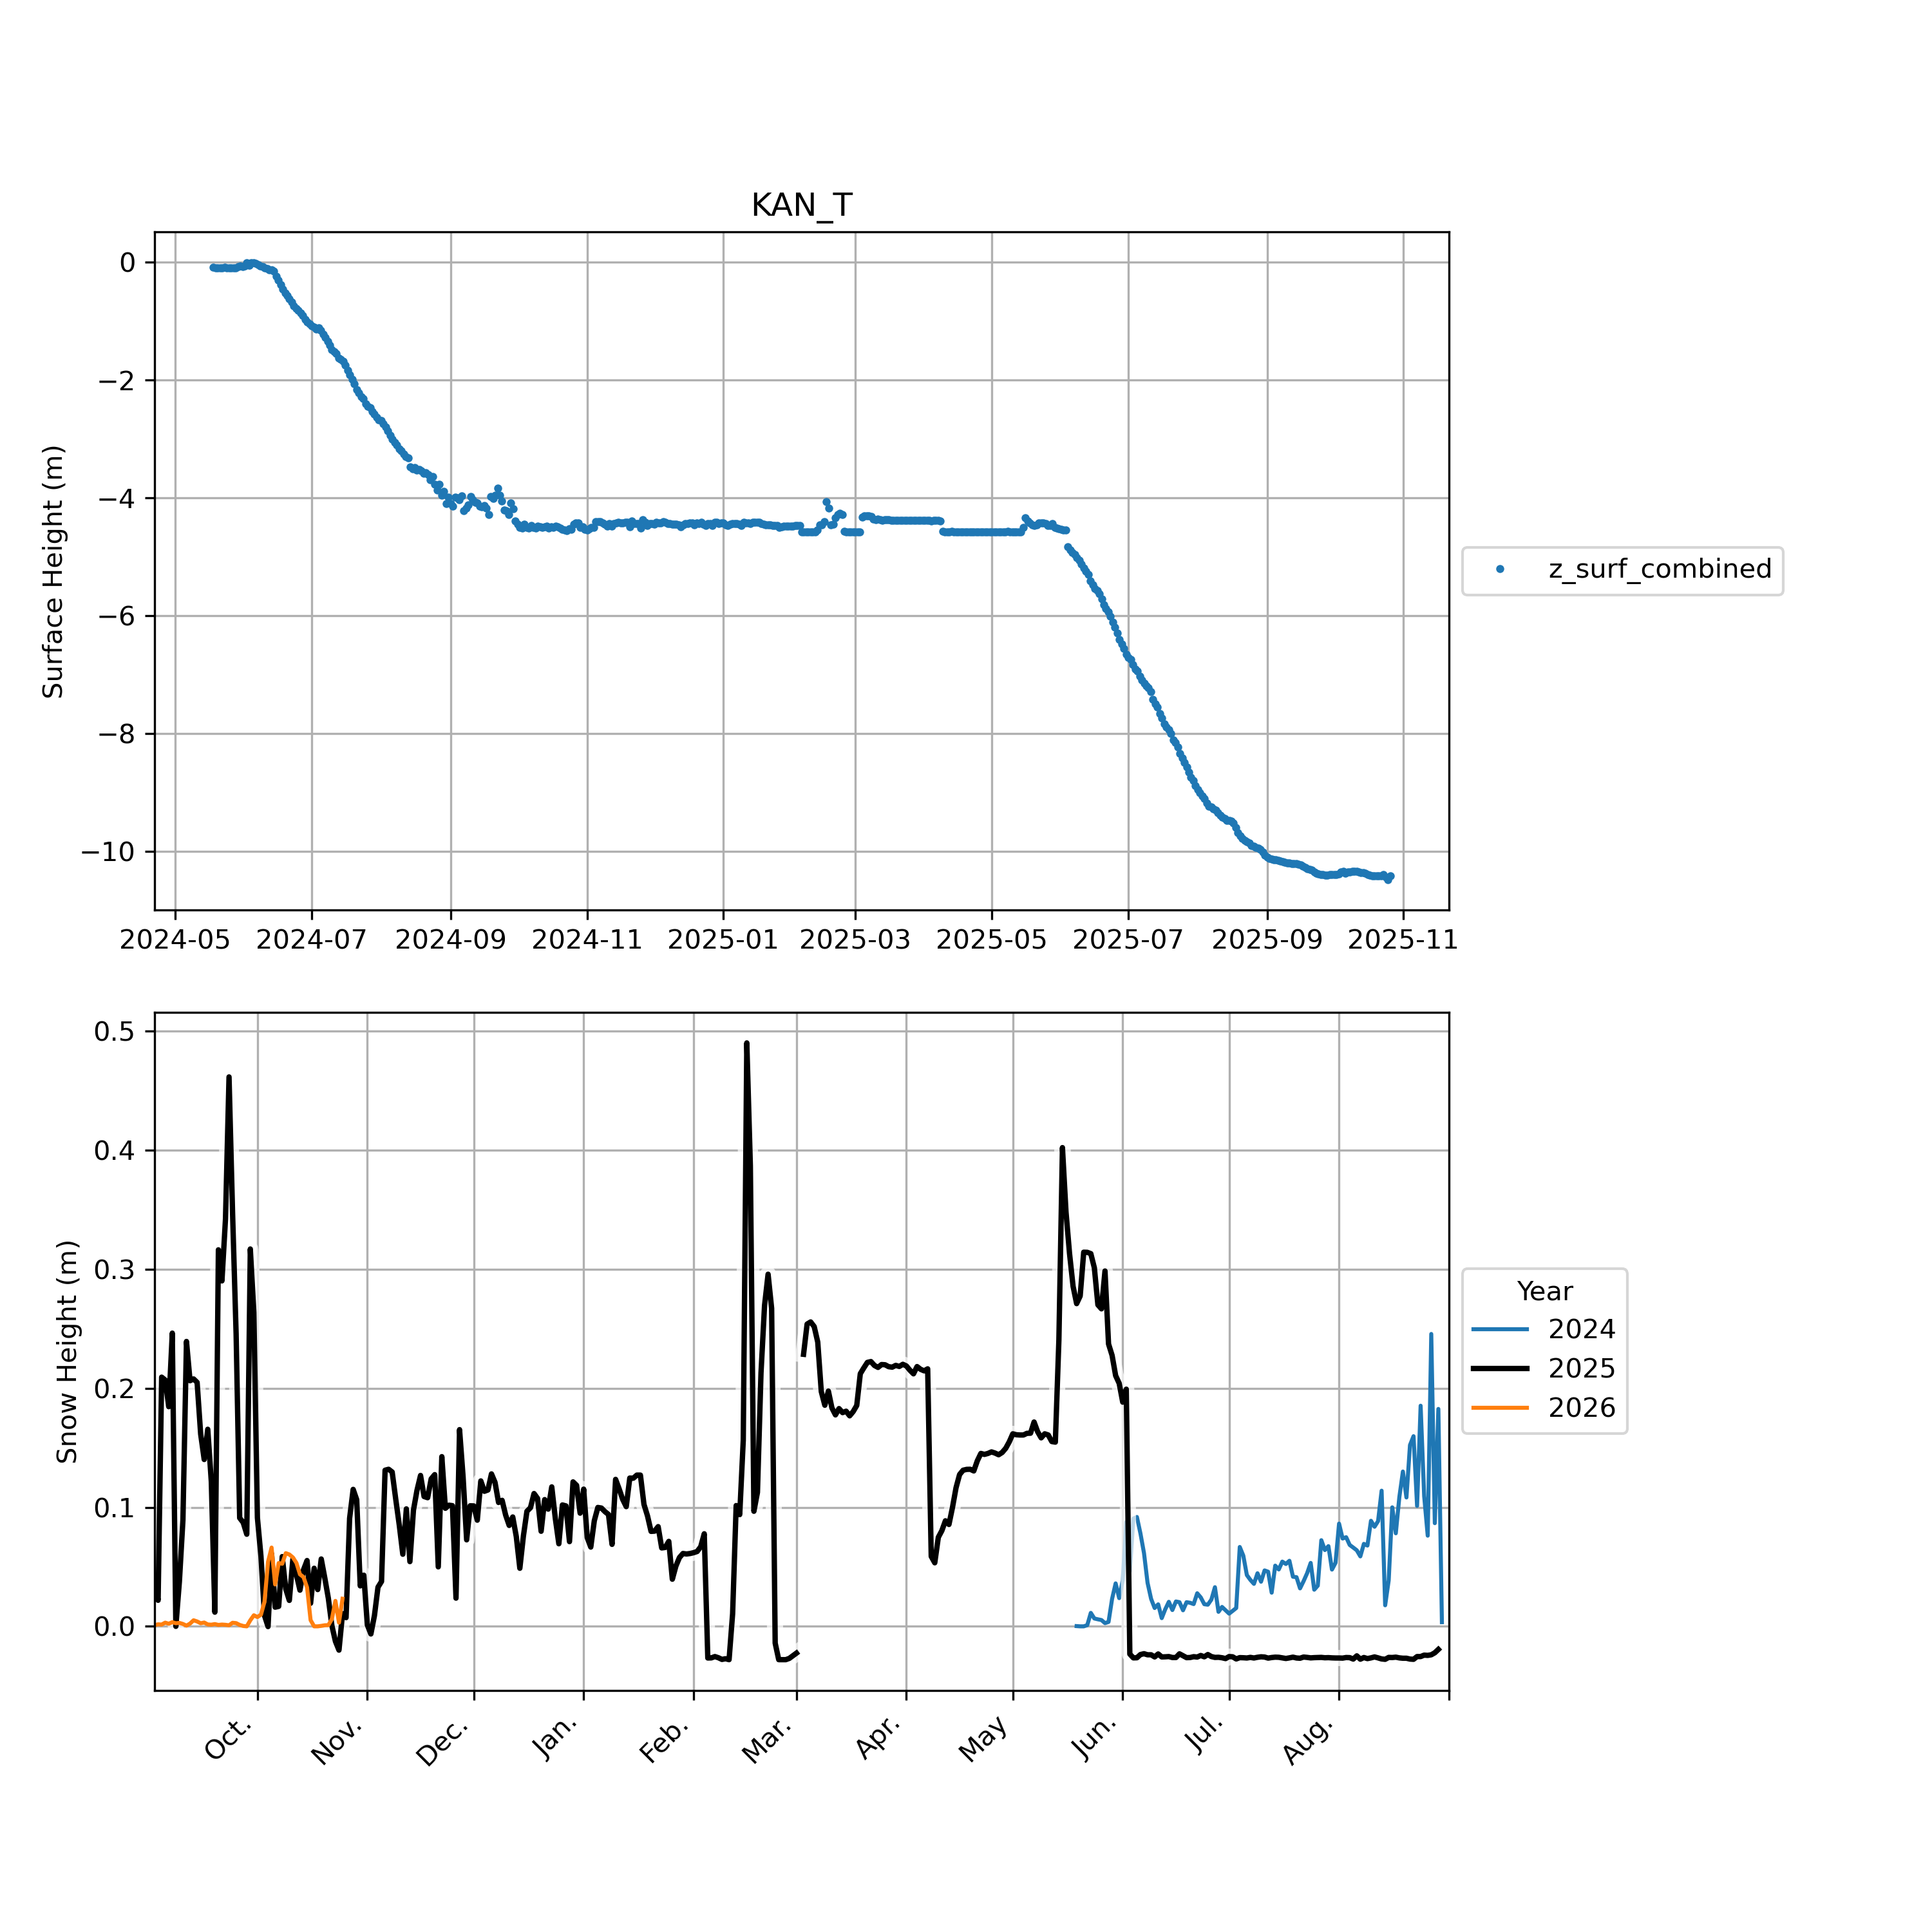 KAN_T
0
−2
−4
−6
−8
−10
Surface Height (m)
2024-05 2024-07 2024-09 2024-11 2025-01 2025-03 2025-05 2025-07 2025-09 2025-11
z_surf_combined
0.5
0.4
0.3
0.2
0.1
0.0
Snow Height (m)
Oct. Nov. Dec. Jan. Feb. Mar. Apr. May Jun. Jul. Aug.
Year
2024
2025
2026